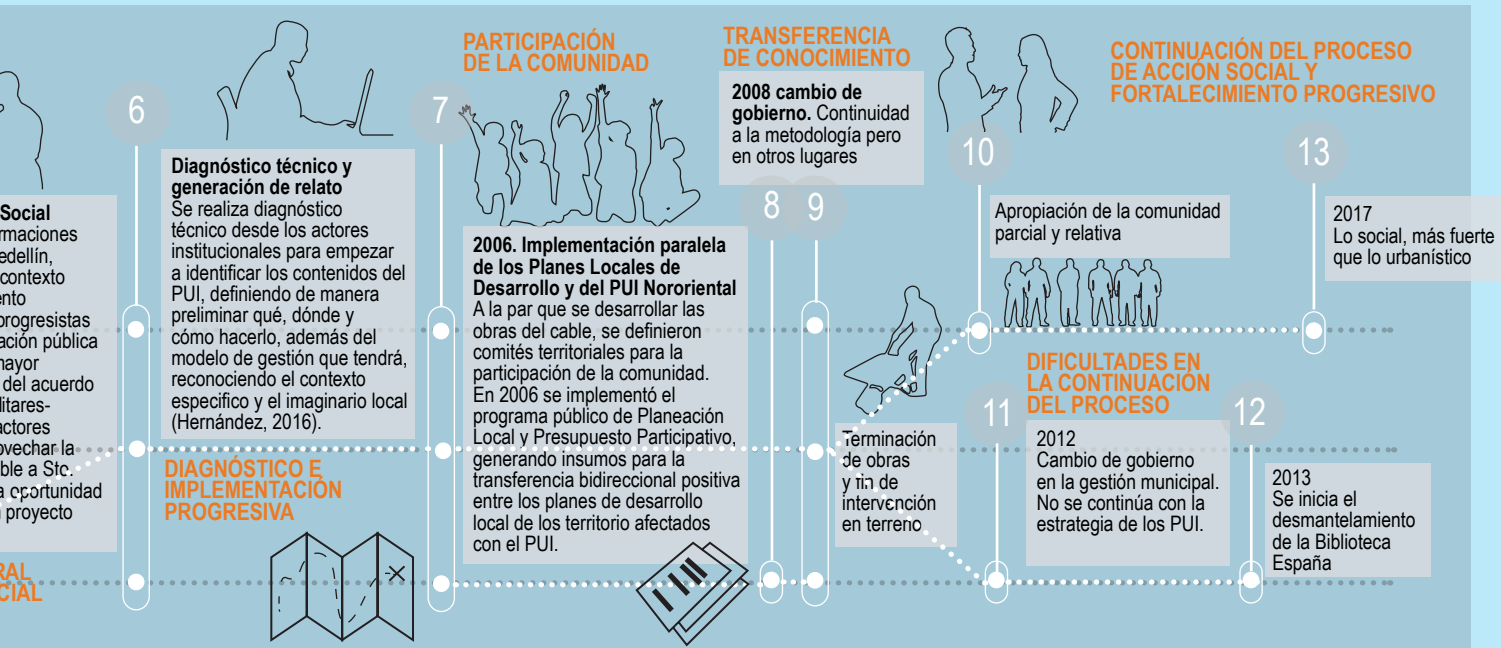 Social
rmaciones
edellín,
contexto
ento
progresistas
ación pública
mayor
del acuerdo
litares-
actores
ovechar la
ble a Sto.
a oportunidad
proyecto
RAL
CIAL
6
Diagnóstico técnico y
generación de relato
Se realiza diagnóstico
técnico desde los actores
institucionales para empezar
a identificar los contenidos del
PUI, definiendo de manera
preliminar qué, dónde y
cómo hacerlo, además del
modelo de gestión que tendrá,
reconociendo el contexto
especifico y el imaginario local
(Hernández, 2016).
DIAGNÓSTICO E
IMPLEMENTACIÓN
PROGRESIVA
PARTICIPACIÓN
DE LA COMUNIDAD
7
2006. Implementación paralela
de los Planes Locales de
Desarrollo y del PUI Nororiental
A la par que se desarrollar las
obras del cable, se definieron
comités territoriales para la
participación de la comunidad.
En 2006 se implementó el
programa público de Planeación
Local y Presupuesto Participativo,
generando insumos para la
transferencia bidireccional positiva
entre los planes de desarrollo
local de los territorio afectados
con el PUI.
TRANSFERENCIA
DE CONOCIMIENTO
2008 cambio de
gobierno. Continuidad
a la metodología pero
en otros lugares
8 9
Terminación
de obras
y fin de
intervención
en terreno
CONTINUACIÓN DEL PROCESO
DE ACCIÓN SOCIAL Y
FORTALECIMIENTO PROGRESIVO
10
Apropiación de la comunidad
parcial y relativa
13
2017
Lo social, más fuerte
que lo urbanístico
DIFICULTADES EN
LA CONTINUACIÓN
DEL PROCESO
11
2012
Cambio de gobierno
en la gestión municipal.
No se continúa con la
estrategia de los PUI.
12
2013
Se inicia el
desmantelamiento
de la Biblioteca
España